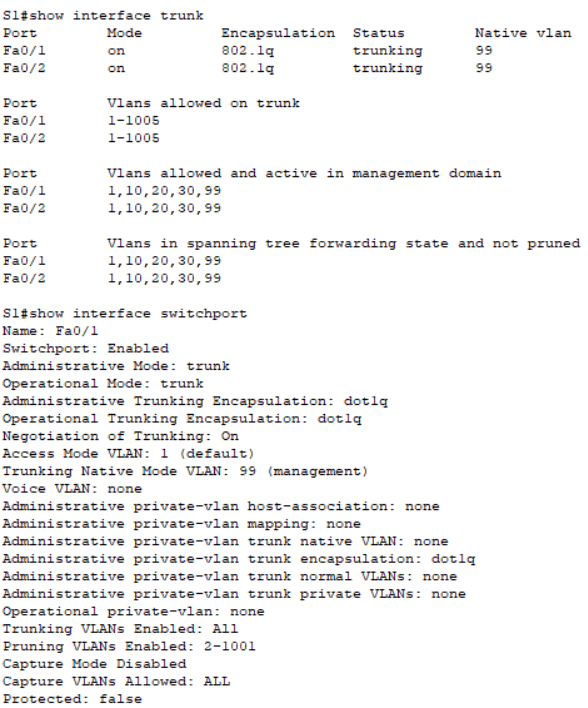 S1#show interface trunk
Port Mode Encapsulation Status Native vlan
Fa0/1 on 802.1q trunking 99
Fa0/2 on 802.1q trunking 99
Port Vlans allowed on trunk
Fa0/1 1-1005
Fa0/2 1-1005
Port Vlans allowed and active in management domain
Fa0/1 1,10,20,30,99
Fa0/2 1,10,20,30,99
Port Vlans in spanning tree forwarding state and not pruned
Fa0/1 1,10,20,30,99
Fa0/2 1,10,20,30,99
S1#show interface switchport
Name: Fa0/1
Switchport: Enabled
Administrative Mode: trunk
Operational Mode: trunk
Administrative Trunking Encapsulation: dot1q
Operational Trunking Encapsulation: dot1q
Negotiation of Trunking: On
Access Mode VLAN: 1 (default)
Trunking Native Mode VLAN: 99 (management)
Voice VLAN: none
Administrative private-vlan host-association: none
Administrative private-vlan mapping: none
Administrative private-vlan trunk native VLAN: none
Administrative private-vlan trunk encapsulation: dot1q
Administrative private-vlan trunk normal VLANs: none
Administrative private-vlan trunk private VLANs: none
Operational private-vlan: none
Trunking VLANs Enabled: All
Pruning VLANs Enabled: 2-1001
Capture Mode Disabled
Capture VLANs Allowed: ALL
Protected: false